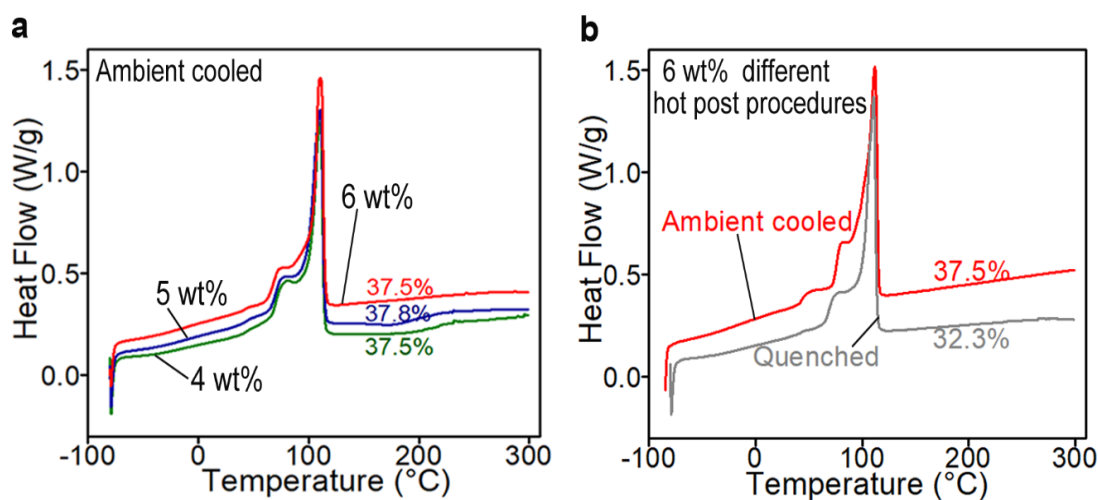 a
Ambient cooled
Heat Flow (W/g)
1.5
1.0
0.5
0.0
6 wt%
5 wt%
4 wt%
37.5%
37.8%
37.5%
-100
0
100
200
300
Temperature (°C)
b
6 wt% different
hot post procedures
Heat Flow (W/g)
1.5
1.0
0.5
0.0
Ambient cooled
Quenched
37.5%
32.3%
-100
0
100
200
300
Temperature (°C)